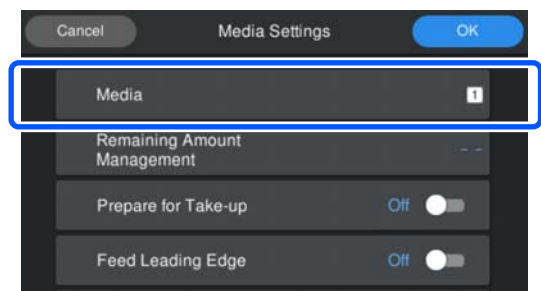 Cancel Media Settings OK
Media 1
Remaining Amount
Management - -
Prepare for Take-up Off
Feed Leading Edge Off